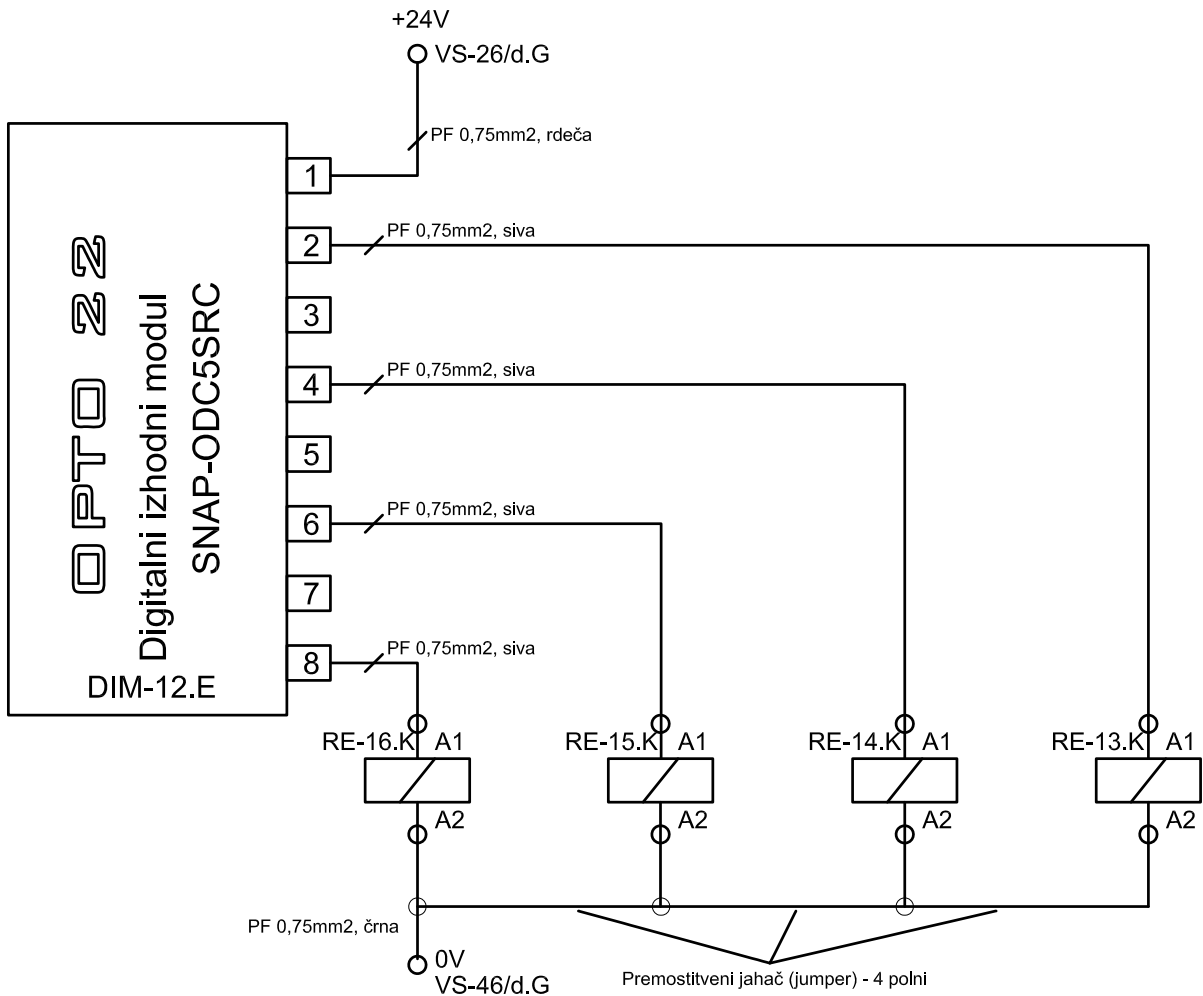 +24V
VS-26/d.G
PF 0,75mm2, rdeča
1
2
PF 0,75mm2, siva
3
4
PF 0,75mm2, siva
5
6
PF 0,75mm2, siva
7
8
PF 0,75mm2, siva
OPTO 22
Digitalni izhodni modul
SNAP-ODC5SRC
DIM-12.E
RE-16.K A1
RE-15.K A1
RE-14.K A1
RE-13.K A1
A2
A2
A2
A2
PF 0,75mm2, črna
0V
VS-46/d.G
Premostitveni jahač (jumper) - 4 polni